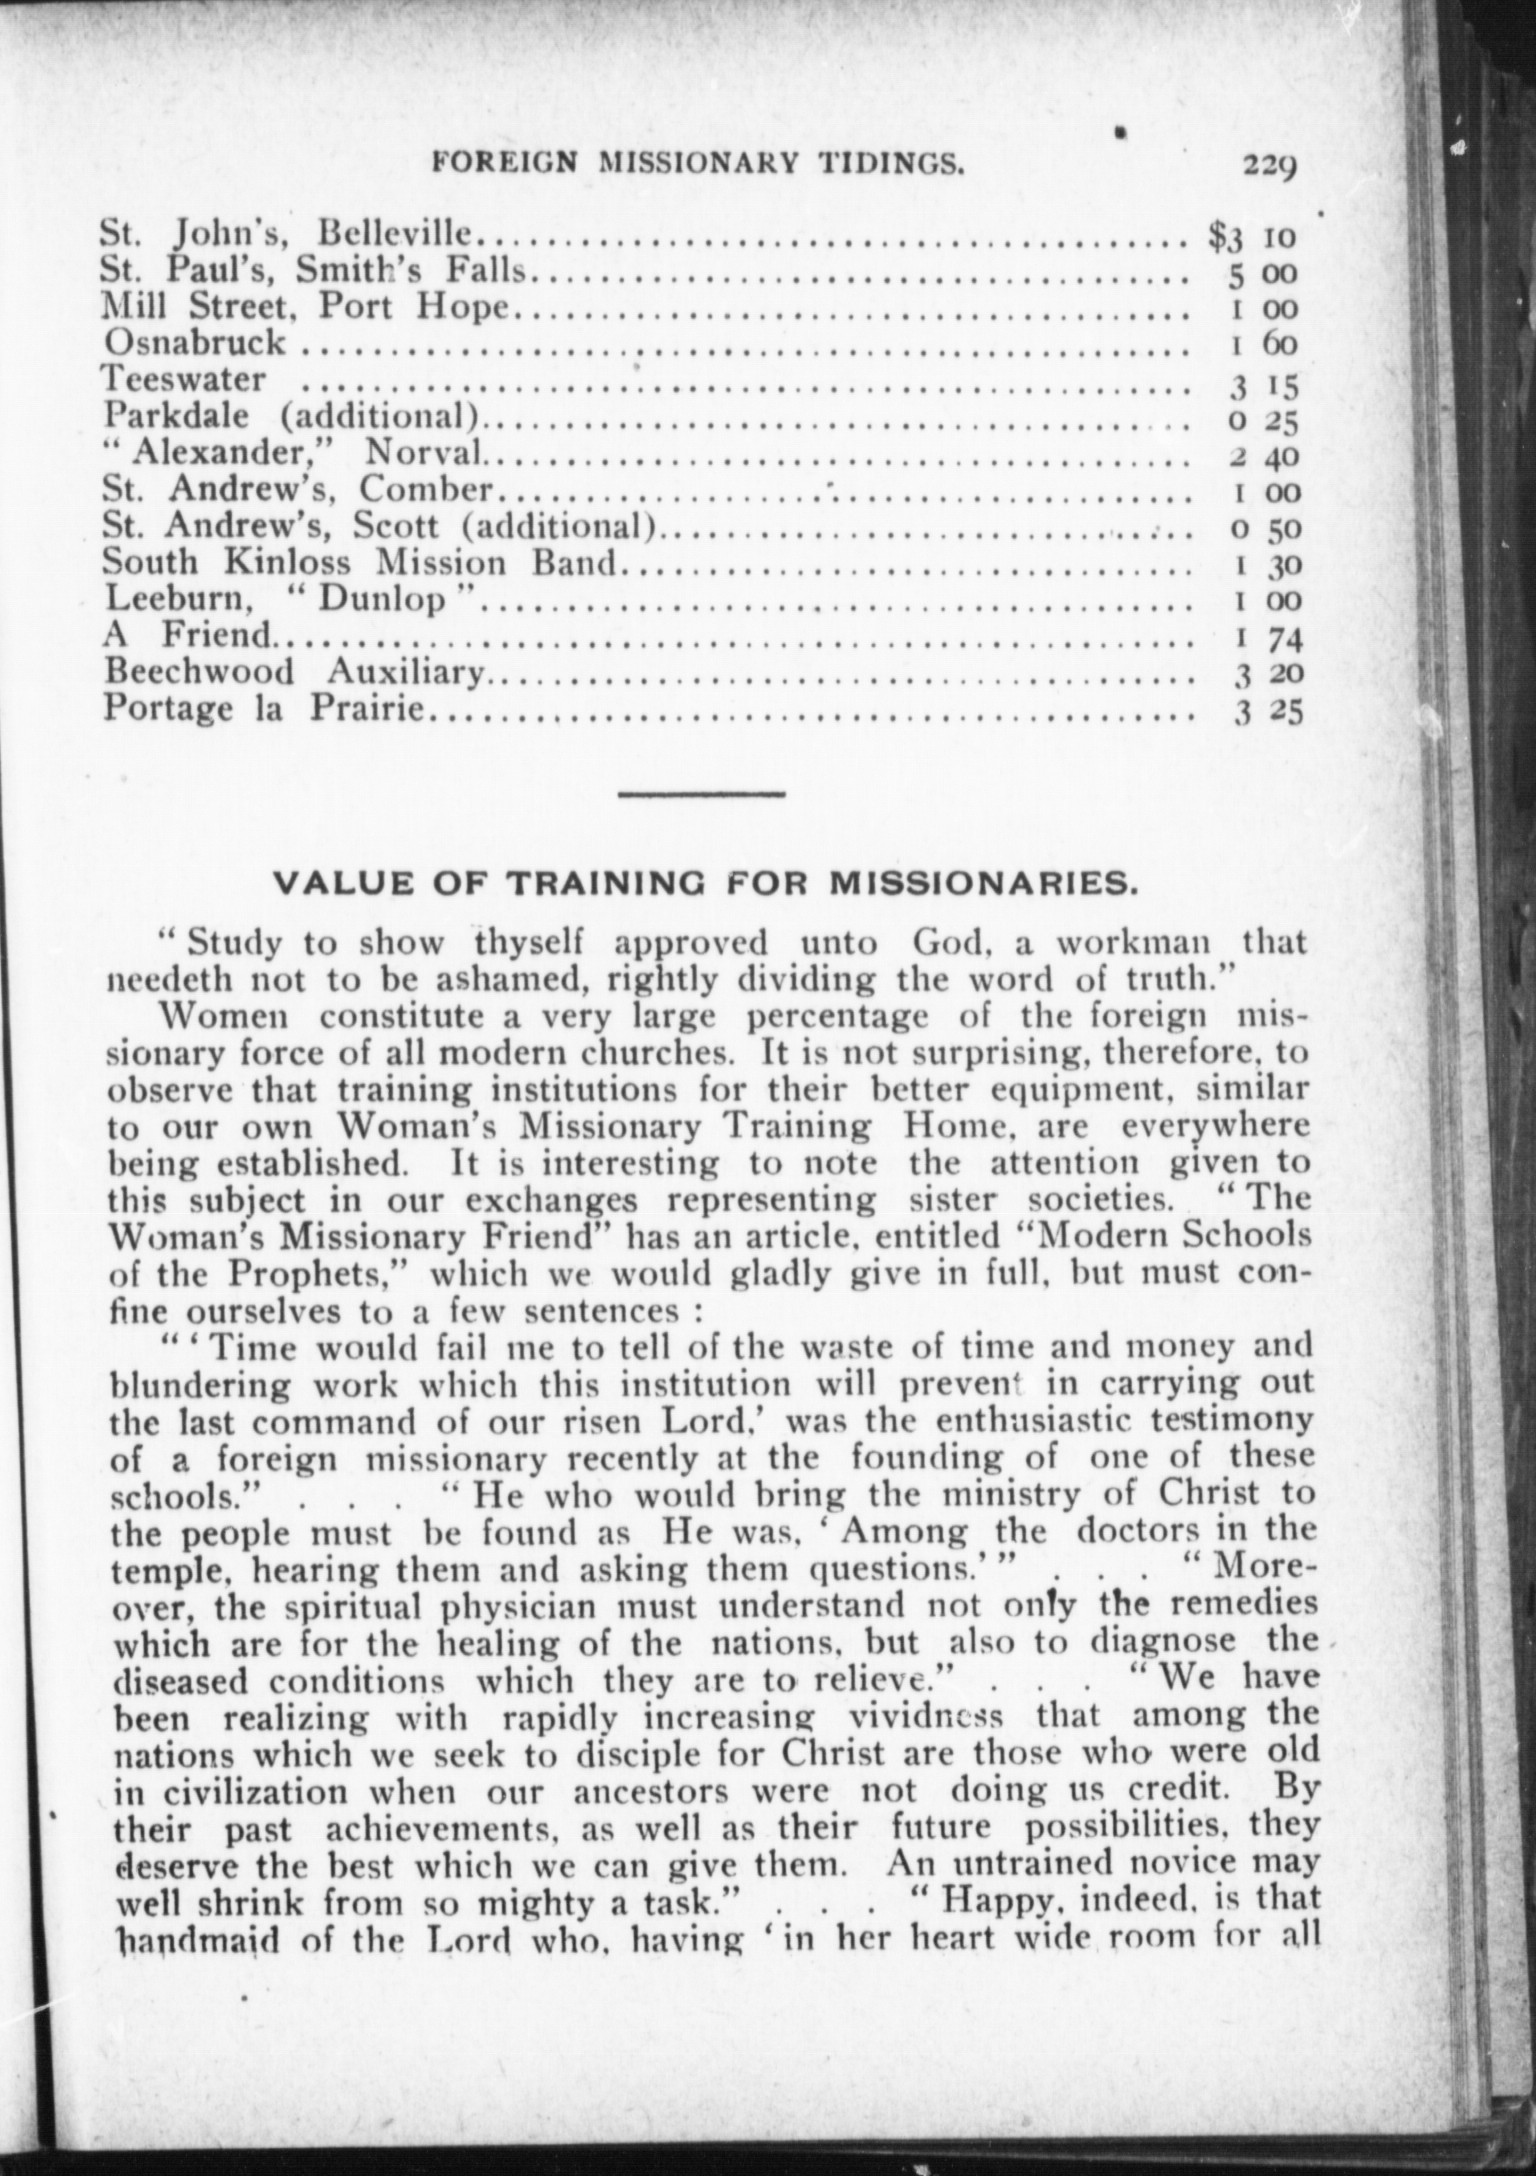 FOREIGN MISSIONARY TIDINGS. 229
St. John's, Belleville............................................ $3 10
St. Paul's, Smith's Falls......................................... 5 00
Mill Street, Port Hope.......................................... 1 00
Osnabruck ...................................................... 1 60
Teeswater ...................................................... 3 15
Parkdale (additional)............................................ 0 25
“ Alexander,” Norval............................................ 2 40
St. Andrew's, Comber........................................... 1 00
St. Andrew's, Scott (additional)................................. 0 50
South Kinloss Mission Band.................................... 1 30
Leeburn, “ Dunlop ”............................................ 1 00
A Friend........................................................ 1 74
Beechwood Auxiliary............................................ 3 20
Portage la Prairie................................................ 3 25
VALUE OF TRAINING FOR MISSIONARIES.
“ Study to show thyself approved unto God, a workman that
needeth not to be ashamed, rightly dividing the word of truth.”
Women constitute a very large percentage of the foreign mis-
sionary force of all modern churches. It is not surprising, therefore, to
observe that training institutions for their better equipment, similar
to our own Woman's Missionary Training Home, are everywhere
being established. It is interesting to note the attention given to
this subject in our exchanges representing sister societies. “ The
Woman's Missionary Friend” has an article, entitled “Modern Schools
of the Prophets,” which we would gladly give in full, but must con-
fine ourselves to a few sentences :
“ ‘ Time would fail me to tell of the waste of time and money and
blundering work which this institution will prevent in carrying out
the last command of our risen Lord,’ was the enthusiastic testimony
of a foreign missionary recently at the founding of one of these
schools.” . . . “ He who would bring the ministry of Christ to
the people must be found as He was, ‘ Among the doctors in the
temple, hearing them and asking them questions.’ ” . . . “ More-
over, the spiritual physician must understand not only the remedies
which are for the healing of the nations, but also to diagnose the
diseased conditions which they are to relieve.” . . . “ We have
been realizing with rapidly increasing vividness that among the
nations which we seek to disciple for Christ are those who were old
in civilization when our ancestors were not doing us credit. By
their past achievements, as well as their future possibilities, they
deserve the best which we can give them. An untrained novice may
well shrink from so mighty a task.” . . . “ Happy, indeed, is that
handmaid of the Lord who, having ‘ in her heart wide room for all